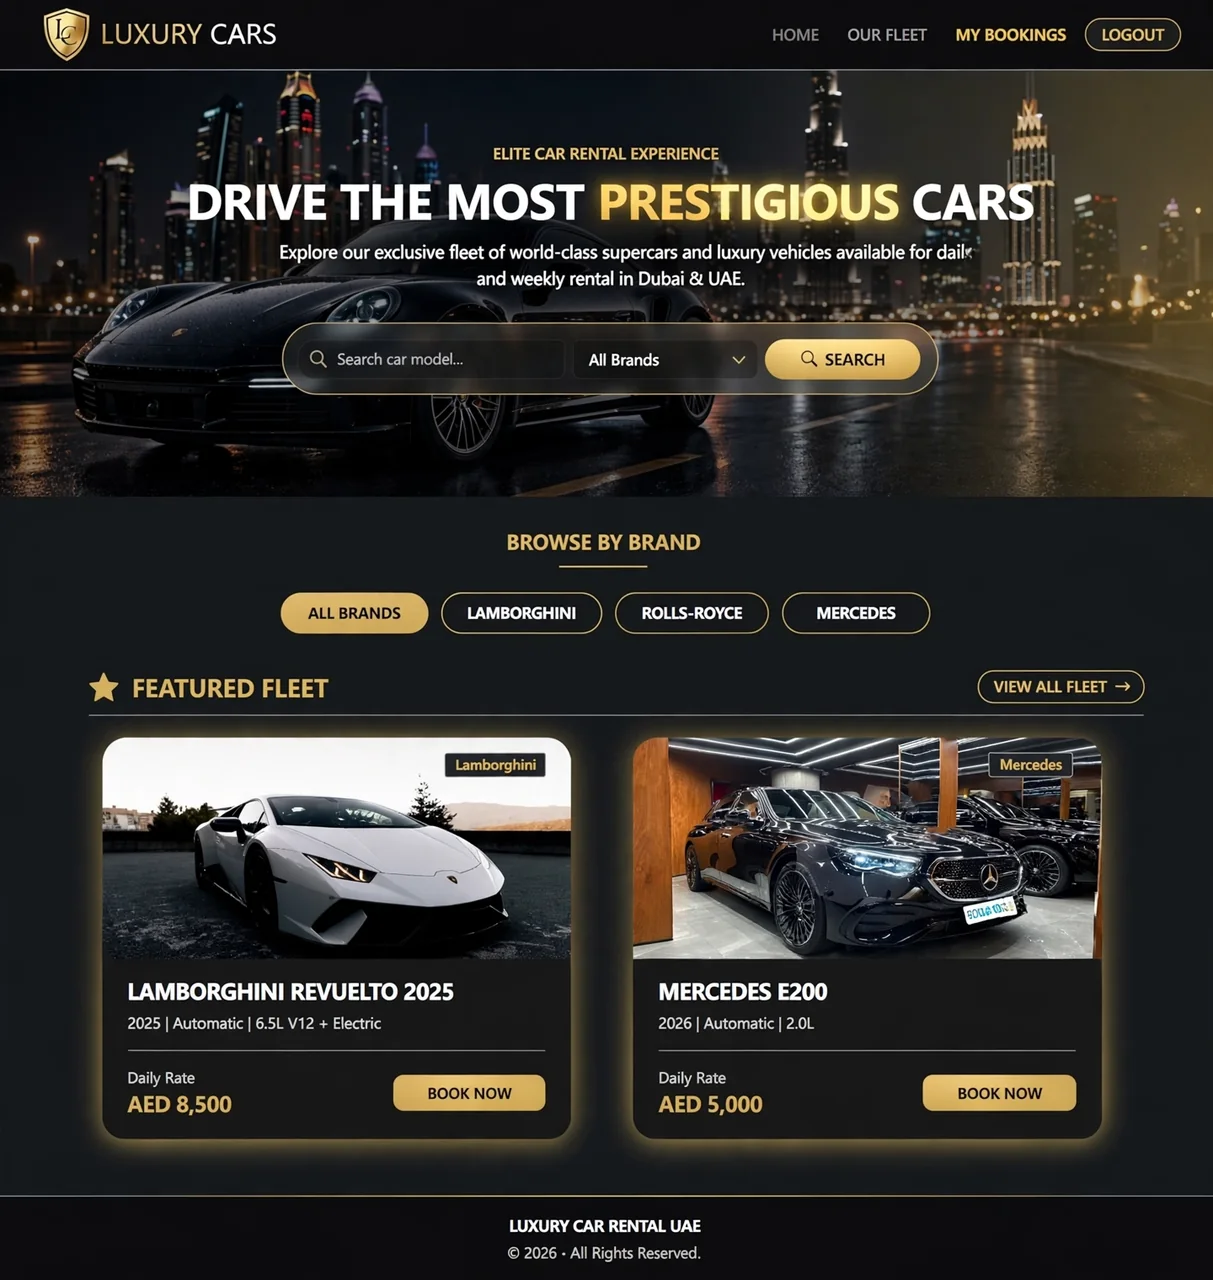 LC LUXURY CARS
HOME OUR FLEET MY BOOKINGS LOGOUT
ELITE CAR RENTAL EXPERIENCE
DRIVE THE MOST PRESTIGIOUS CARS
Explore our exclusive fleet of world-class supercars and luxury vehicles available for daily
and weekly rental in Dubai & UAE.
Search car model... All Brands SEARCH
BROWSE BY BRAND
ALL BRANDS LAMBORGHINI ROLLS-ROYCE MERCEDES
FEATURED FLEET VIEW ALL FLEET →
Lamborghini
LAMBORGHINI REVUELTO 2025
2025 | Automatic | 6.5L V12 + Electric
Daily Rate
AED 8,500
BOOK NOW
Mercedes
MERCEDES E200
2026 | Automatic | 2.0L
Daily Rate
AED 5,000
BOOK NOW
LUXURY CAR RENTAL UAE
© 2026 • All Rights Reserved.